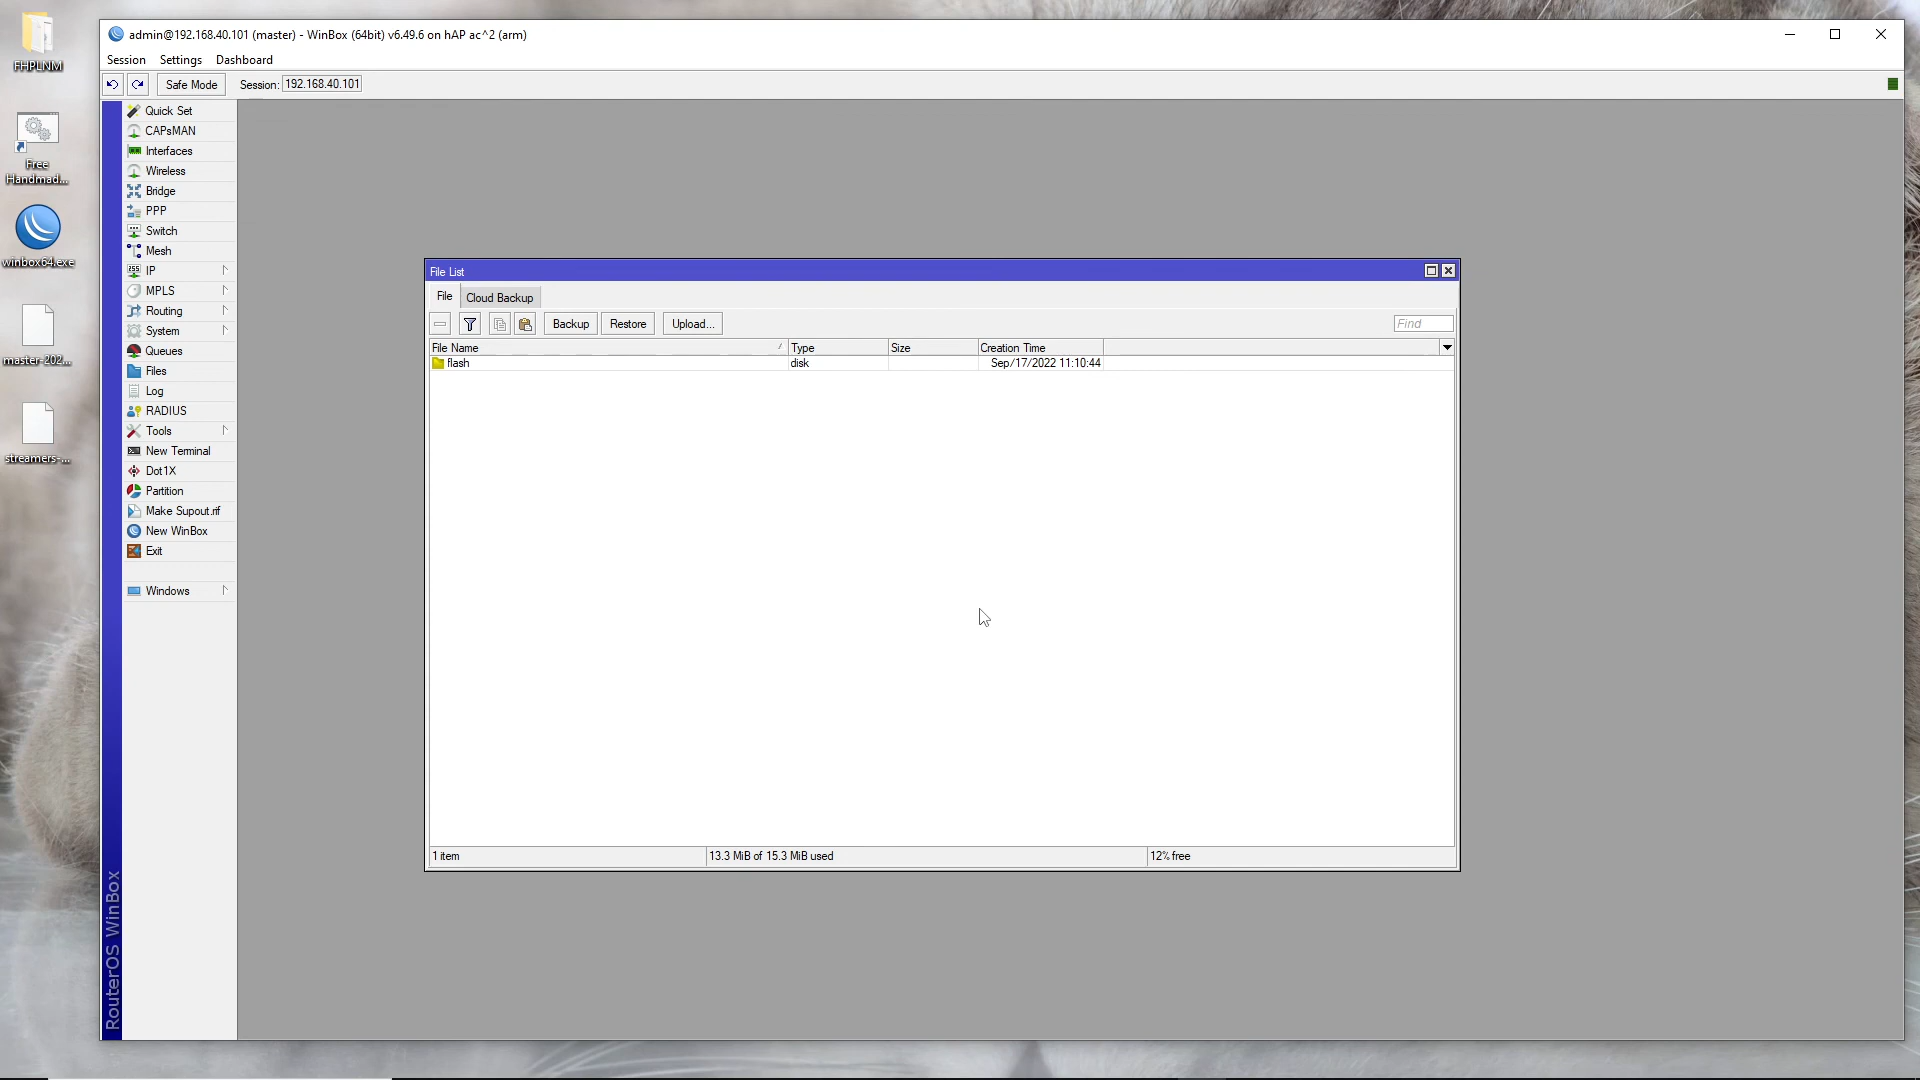 FHPLNM
Free
Handmad...
winbox64.exe
master-202...
streamers-...
admin@192.168.40.101 (master) - WinBox (64bit) v6.49.6 on hAP ac^2 (arm)
Session Settings Dashboard
Safe Mode Session: 192.168.40.101
Quick Set
CAPsMAN
Interfaces
Wireless
Bridge
PPP
Switch
Mesh
IP
MPLS
Routing
System
Queues
Files
Log
RADIUS
Tools
New Terminal
Dot1X
Partition
Make Supout.rif
New WinBox
Exit
Windows
RouterOS WinBox
File List
File Cloud Backup
Backup Restore Upload... Find
File Name Type Size Creation Time
flash disk Sep/17/2022 11:10:44
1 item 13.3 MiB of 15.3 MiB used 12% free